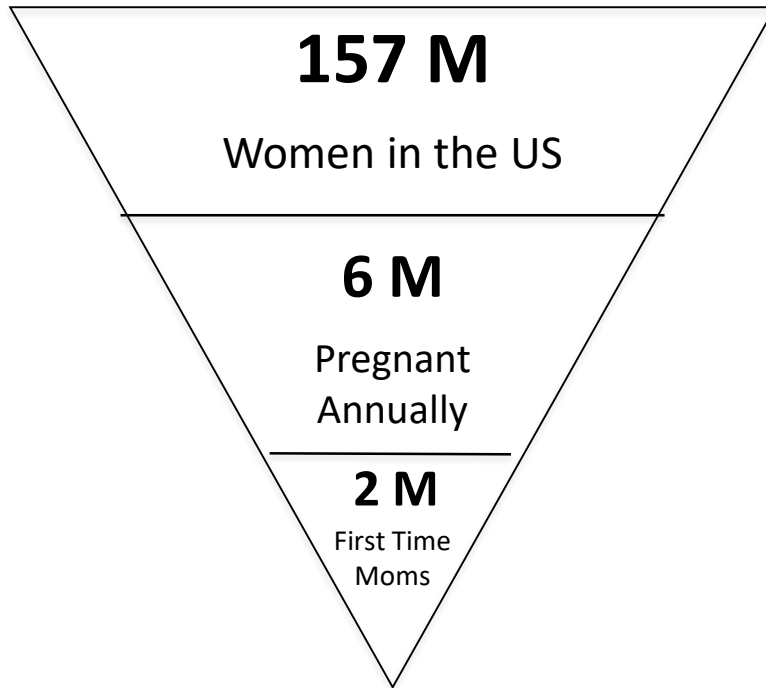 157 M
Women in the US
6 M
Pregnant
Annually
2 M
First Time
Moms